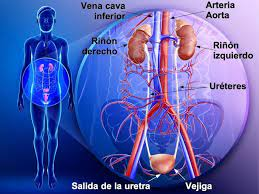 Vena cava
inferior
Arteria
Aorta
Riñón
derecho
Riñón
izquierdo
Uréteres
Salida de la uretra
Vejiga